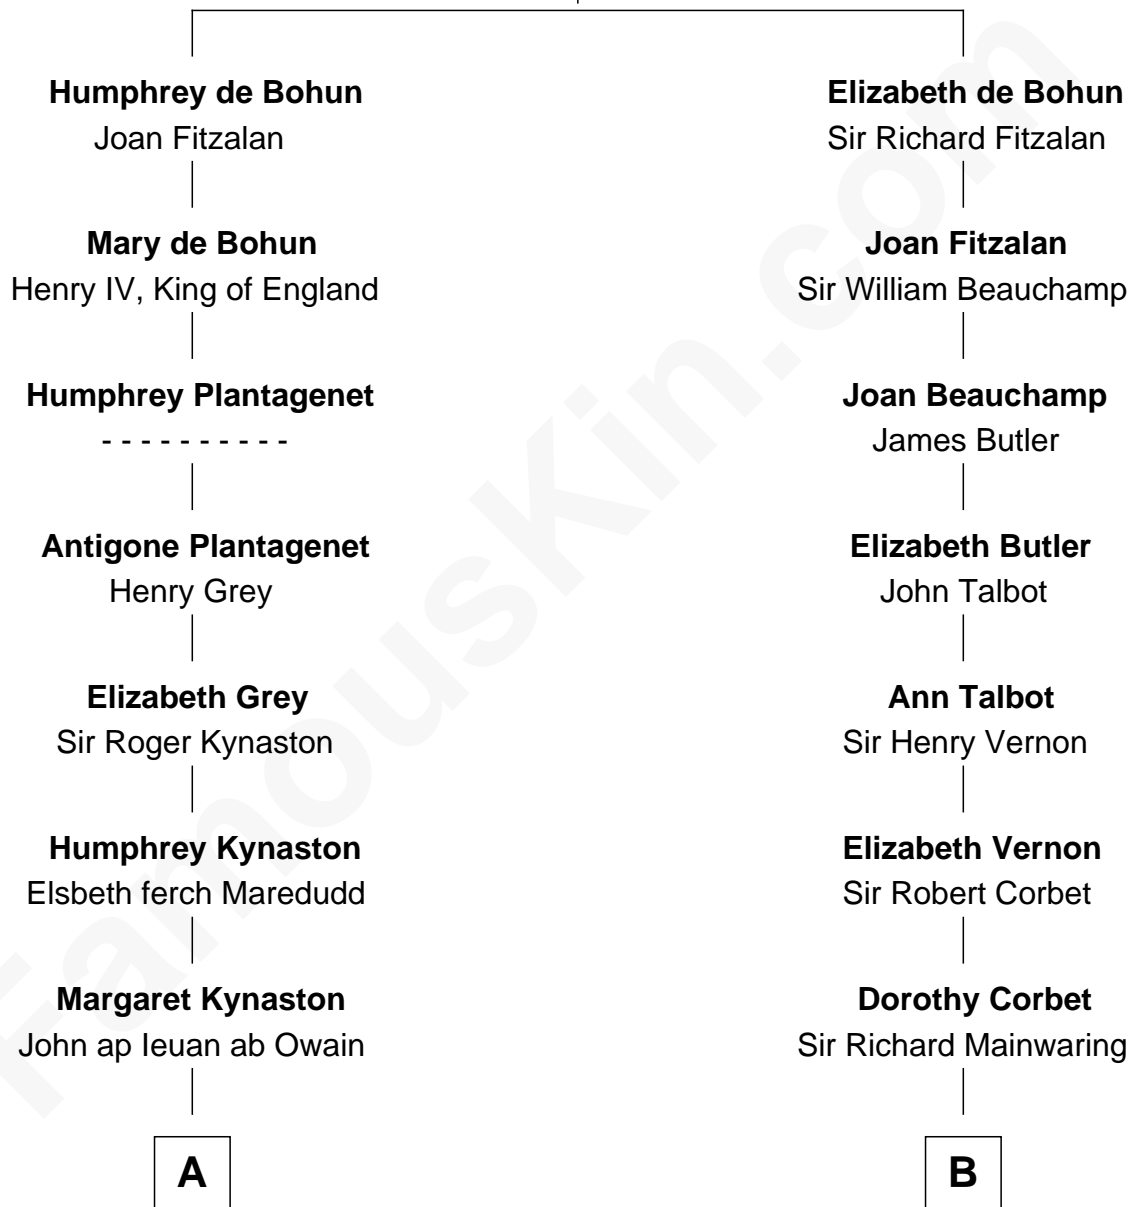 Humphrey de Bohun
Joan Fitzalan
Mary de Bohun
Henry IV, King of England
Humphrey Plantagenet
- - - - - - - - - -
Antigone Plantagenet
Henry Grey
Elizabeth Grey
Sir Roger Kynaston
Humphrey Kynaston
Elsbeth ferch Maredudd
Margaret Kynaston
John ap Ieuan ab Owain
A
Elizabeth de Bohun
Sir Richard Fitzalan
Joan Fitzalan
Sir William Beauchamp
Joan Beauchamp
James Butler
Elizabeth Butler
John Talbot
Ann Talbot
Sir Henry Vernon
Elizabeth Vernon
Sir Robert Corbet
Dorothy Corbet
Sir Richard Mainwaring
B
FamousKin.com